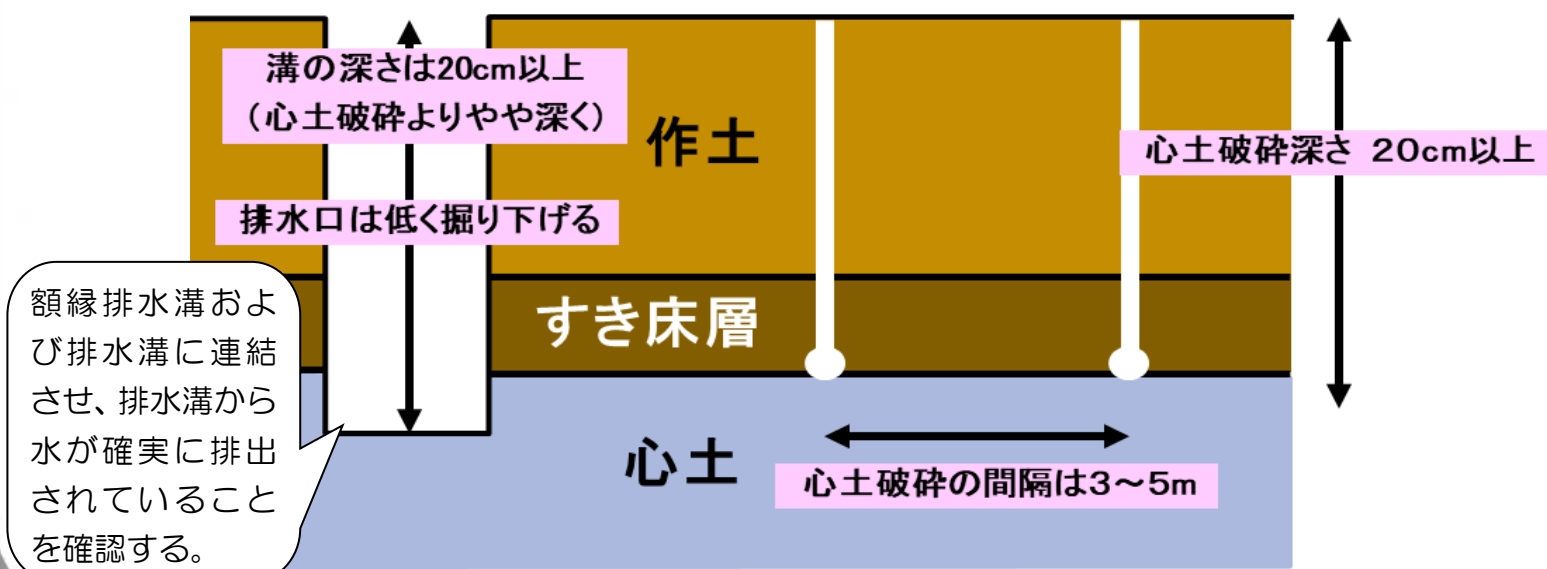 溝の深さは20cm以上
（心土破砕よりやや深く）
作土
心土破砕深さ 20cm以上
排水口は低く掘り下げる
額縁排水溝およ
び排水溝に連結
させ、排水溝から
水が確実に排出
されていること
を確認する。
すき床層
心土
心土破砕の間隔は3～5m